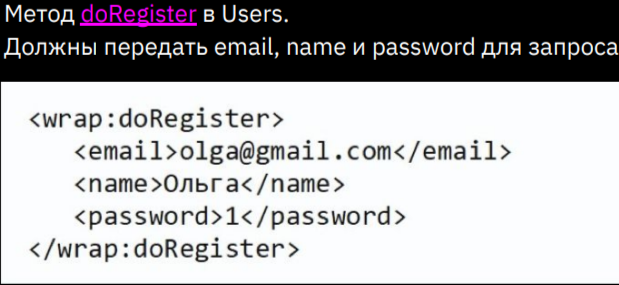 Метод doRegister в Users.
Должны передать email, name и password для запроса
<wrap:doRegister>
<email>olga@gmail.com</email>
<name>Ольга</name>
<password>1</password>
</wrap:doRegister>